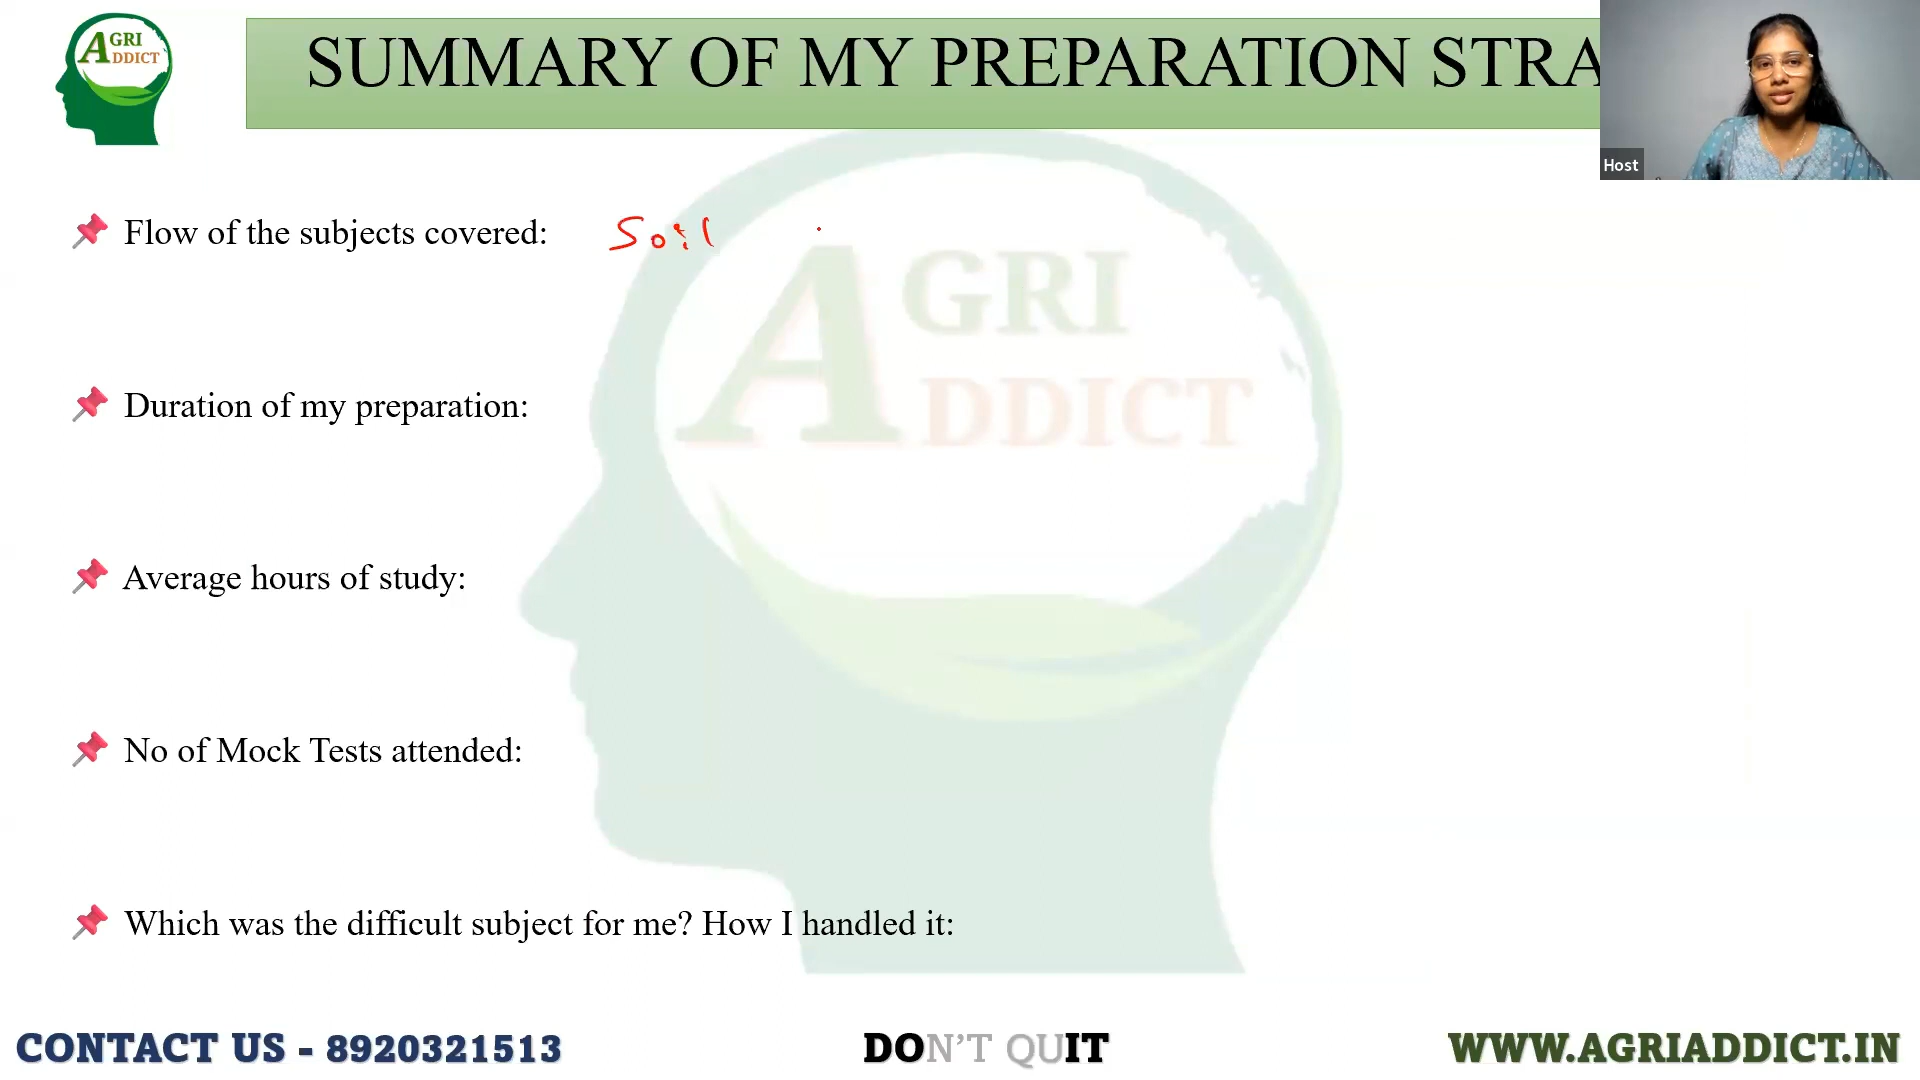 AGRI
ADDICT
SUMMARY OF MY PREPARATION STRA
Host
Flow of the subjects covered: Soil
AGRI
ADDICT
Duration of my preparation:
Average hours of study:
No of Mock Tests attended:
Which was the difficult subject for me? How I handled it:
CONTACT US - 8920321513
DON'T QUIT
WWW.AGRIADDICT.IN